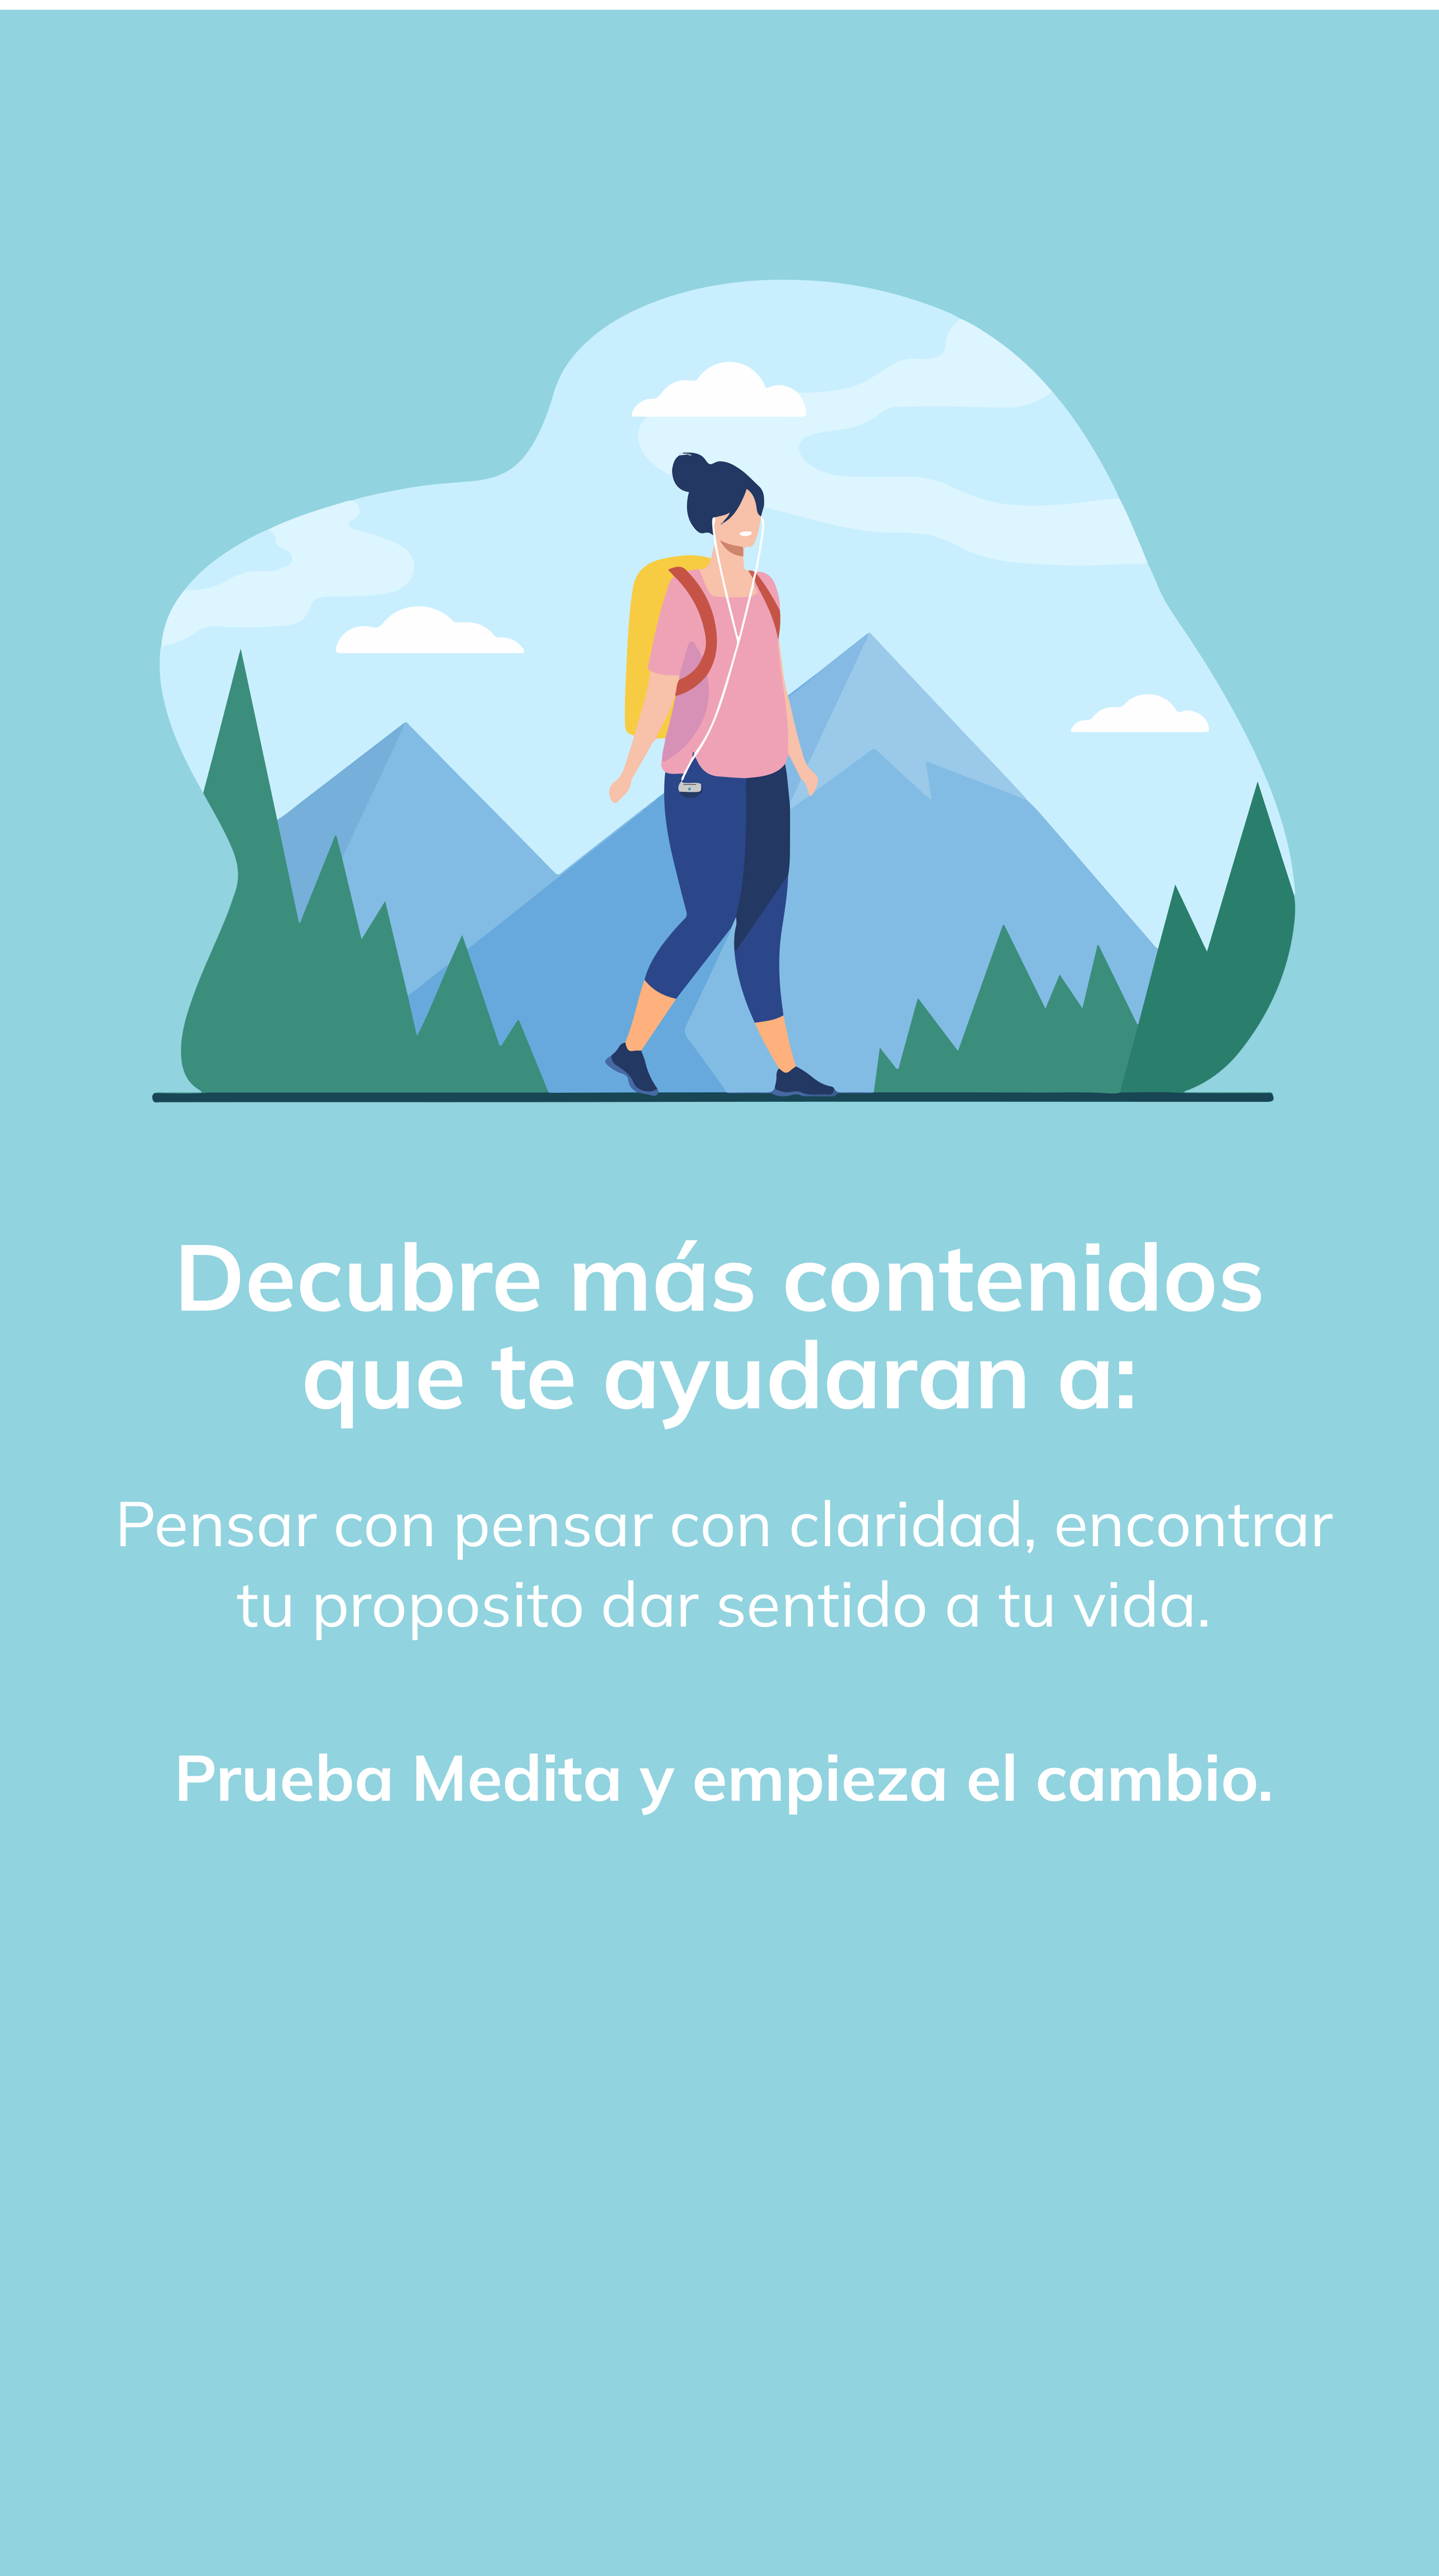 Decubre más contenidos
que te ayudaran a:
Pensar con pensar con claridad, encontrar
tu proposito dar sentido a tu vida.
Prueba Medita y empieza el cambio.